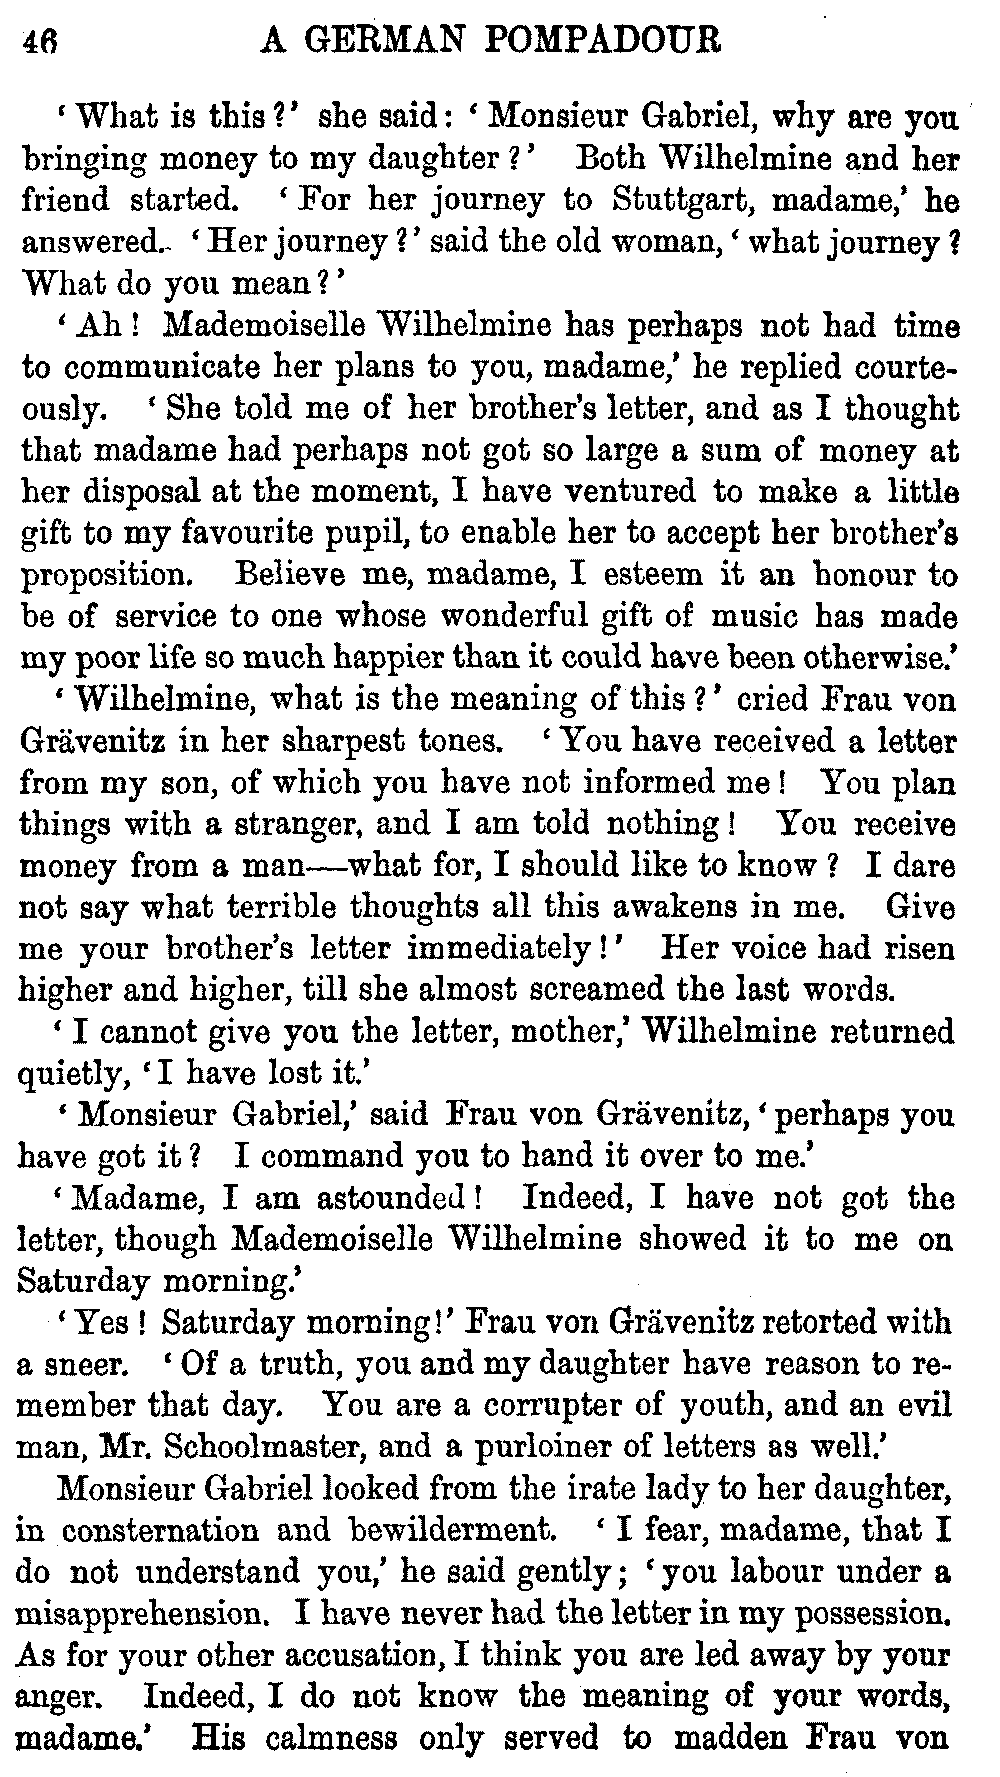 46 A GERMAN POMPADOUR
‘What is this?’ she said: ‘Monsieur Gabriel, why are you
bringing money to my daughter?’ Both Wilhelmine and her
friend started. ‘For her journey to Stuttgart, madame,’ he
answered. ‘Her journey?’ said the old woman, ‘what journey?
What do you mean?’
‘Ah! Mademoiselle Wilhelmine has perhaps not had time
to communicate her plans to you, madame,’ he replied courte-
ously. ‘She told me of her brother’s letter, and as I thought
that madame had perhaps not got so large a sum of money at
her disposal at the moment, I have ventured to make a little
gift to my favourite pupil, to enable her to accept her brother’s
proposition. Believe me, madame, I esteem it an honour to
be of service to one whose wonderful gift of music has made
my poor life so much happier than it could have been otherwise.’
‘Wilhelmine, what is the meaning of this?’ cried Frau von
Grävenitz in her sharpest tones. ‘You have received a letter
from my son, of which you have not informed me! You plan
things with a stranger, and I am told nothing! You receive
money from a man—what for, I should like to know? I dare
not say what terrible thoughts all this awakens in me. Give
me your brother’s letter immediately!’ Her voice had risen
higher and higher, till she almost screamed the last words.
‘I cannot give you the letter, mother,’ Wilhelmine returned
quietly, ‘I have lost it.’
‘Monsieur Gabriel,’ said Frau von Grävenitz, ‘perhaps you
have got it? I command you to hand it over to me.’
‘Madame, I am astounded! Indeed, I have not got the
letter, though Mademoiselle Wilhelmine showed it to me on
Saturday morning.’
‘Yes! Saturday morning!’ Frau von Grävenitz retorted with
a sneer. ‘Of a truth, you and my daughter have reason to re-
member that day. You are a corrupter of youth, and an evil
man, Mr. Schoolmaster, and a purloiner of letters as well.’
Monsieur Gabriel looked from the irate lady to her daughter,
in consternation and bewilderment. ‘I fear, madame, that I
do not understand you,’ he said gently; ‘you labour under a
misapprehension. I have never had the letter in my possession.
As for your other accusation, I think you are led away by your
anger. Indeed, I do not know the meaning of your words,
madame.’ His calmness only served to madden Frau von